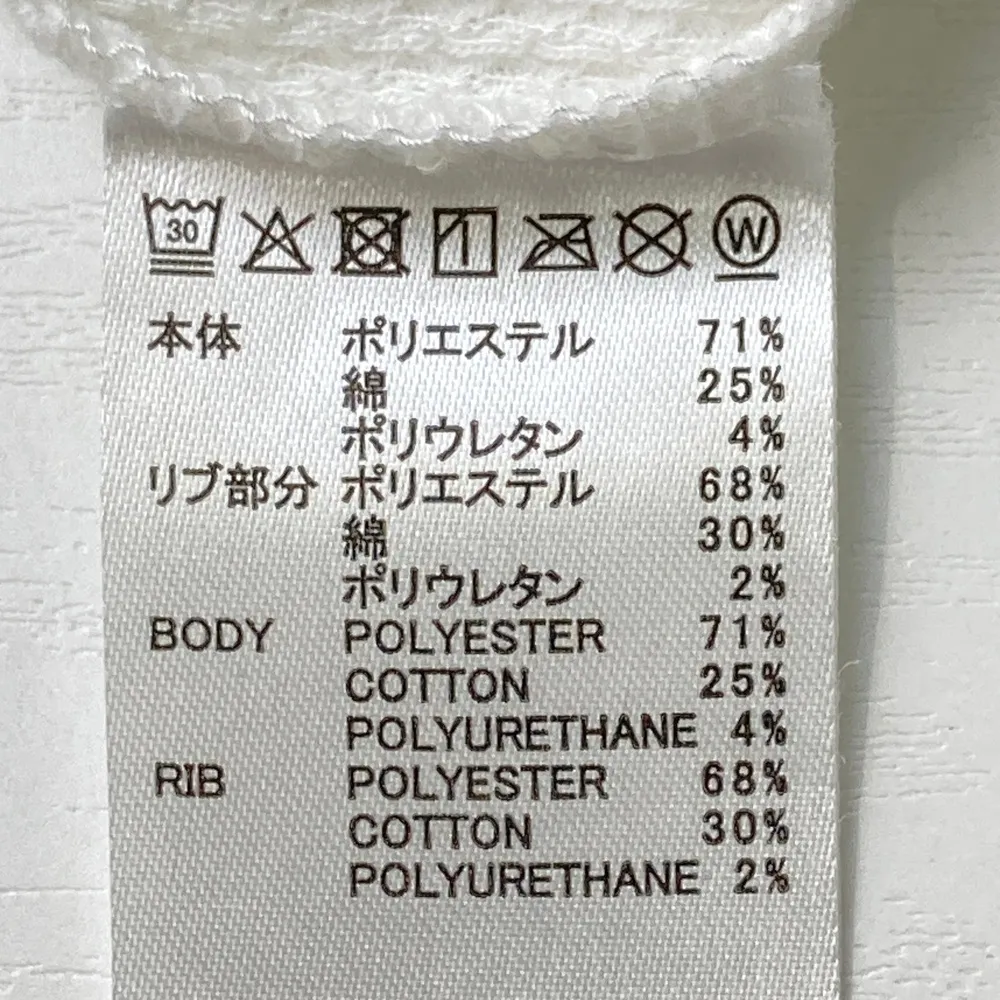 30 W
本体 ポリエステル 71%
綿 25%
ポリウレタン 4%
リブ部分 ポリエステル 68%
綿 30%
ポリウレタン 2%
BODY POLYESTER 71%
COTTON 25%
POLYURETHANE 4%
RIB POLYESTER 68%
COTTON 30%
POLYURETHANE 2%